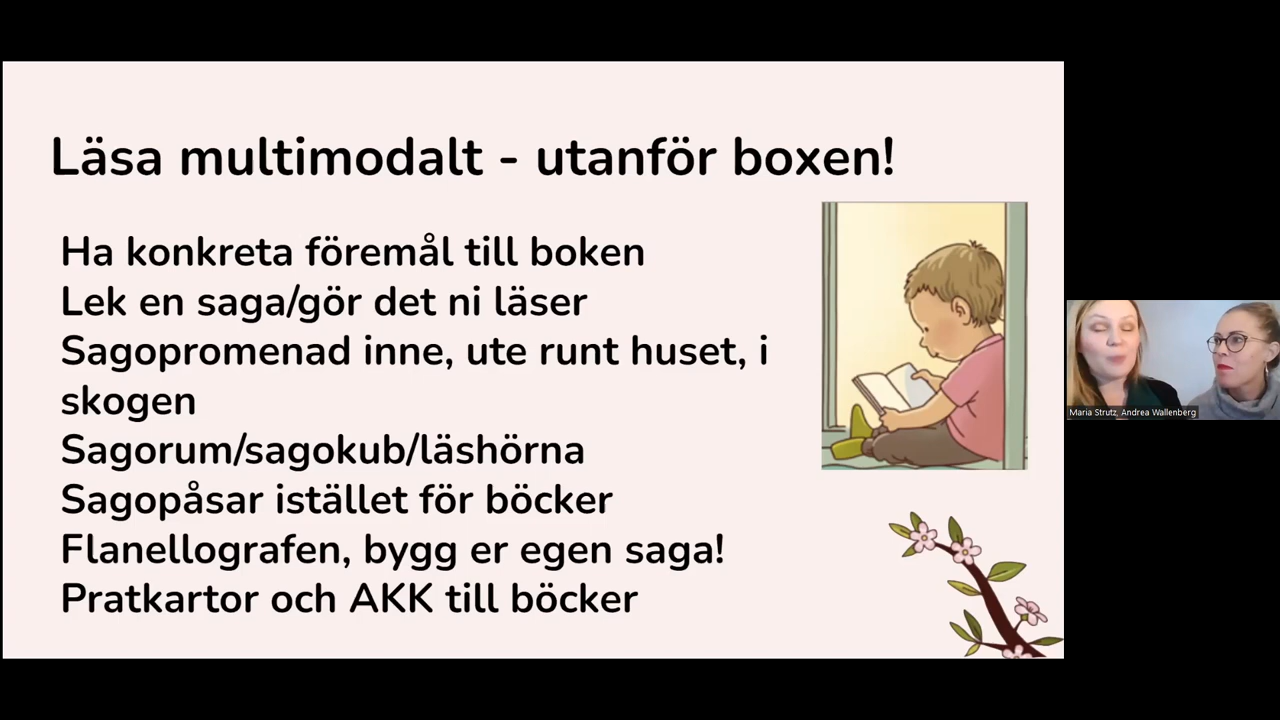 Läsa multimodalt - utanför boxen!
Ha konkreta föremål till boken
Lek en saga/gör det ni läser
Sagopromenad inne, ute runt huset, i
skogen
Sagorum/sagokub/läshörna
Sagopåsar istället för böcker
Flanellografen, bygg er egen saga!
Pratkartor och AKK till böcker
Maria Strutz, Andrea Wallenberg